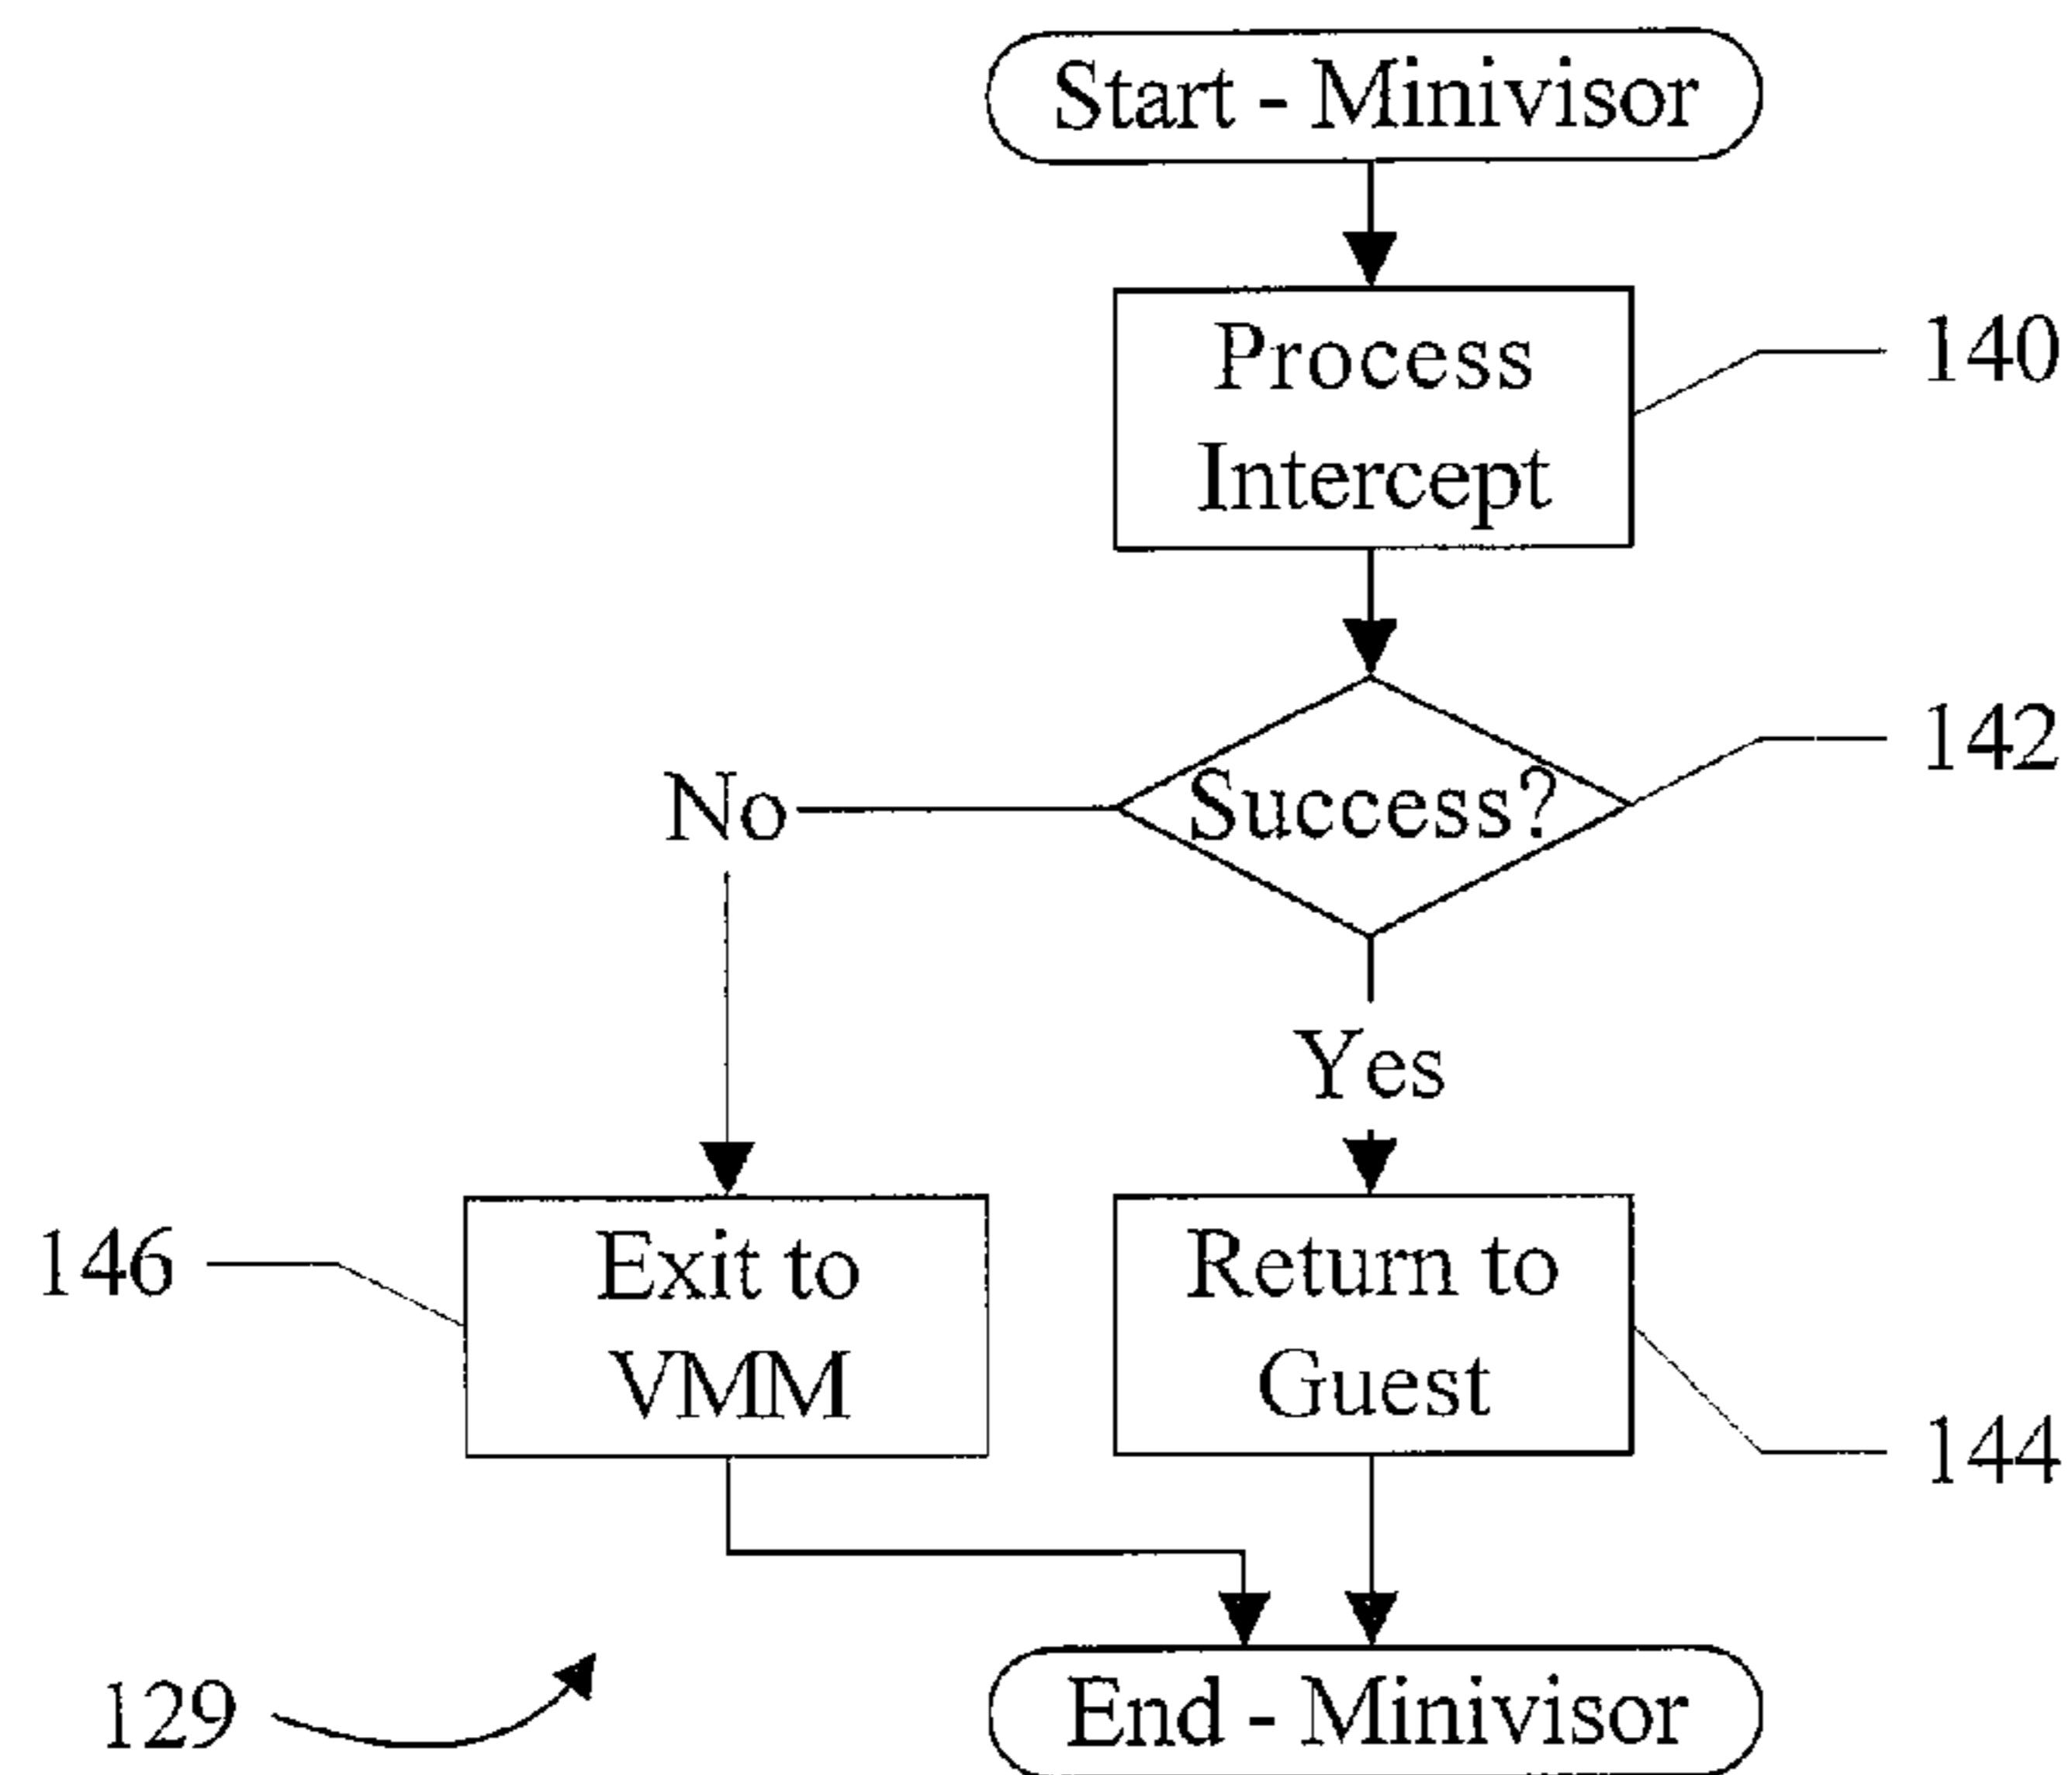 Start - Minivisor
Process
Intercept
140
Success?
142
No
Yes
146
Exit to
VMM
Return to
Guest
144
129
End - Minivisor